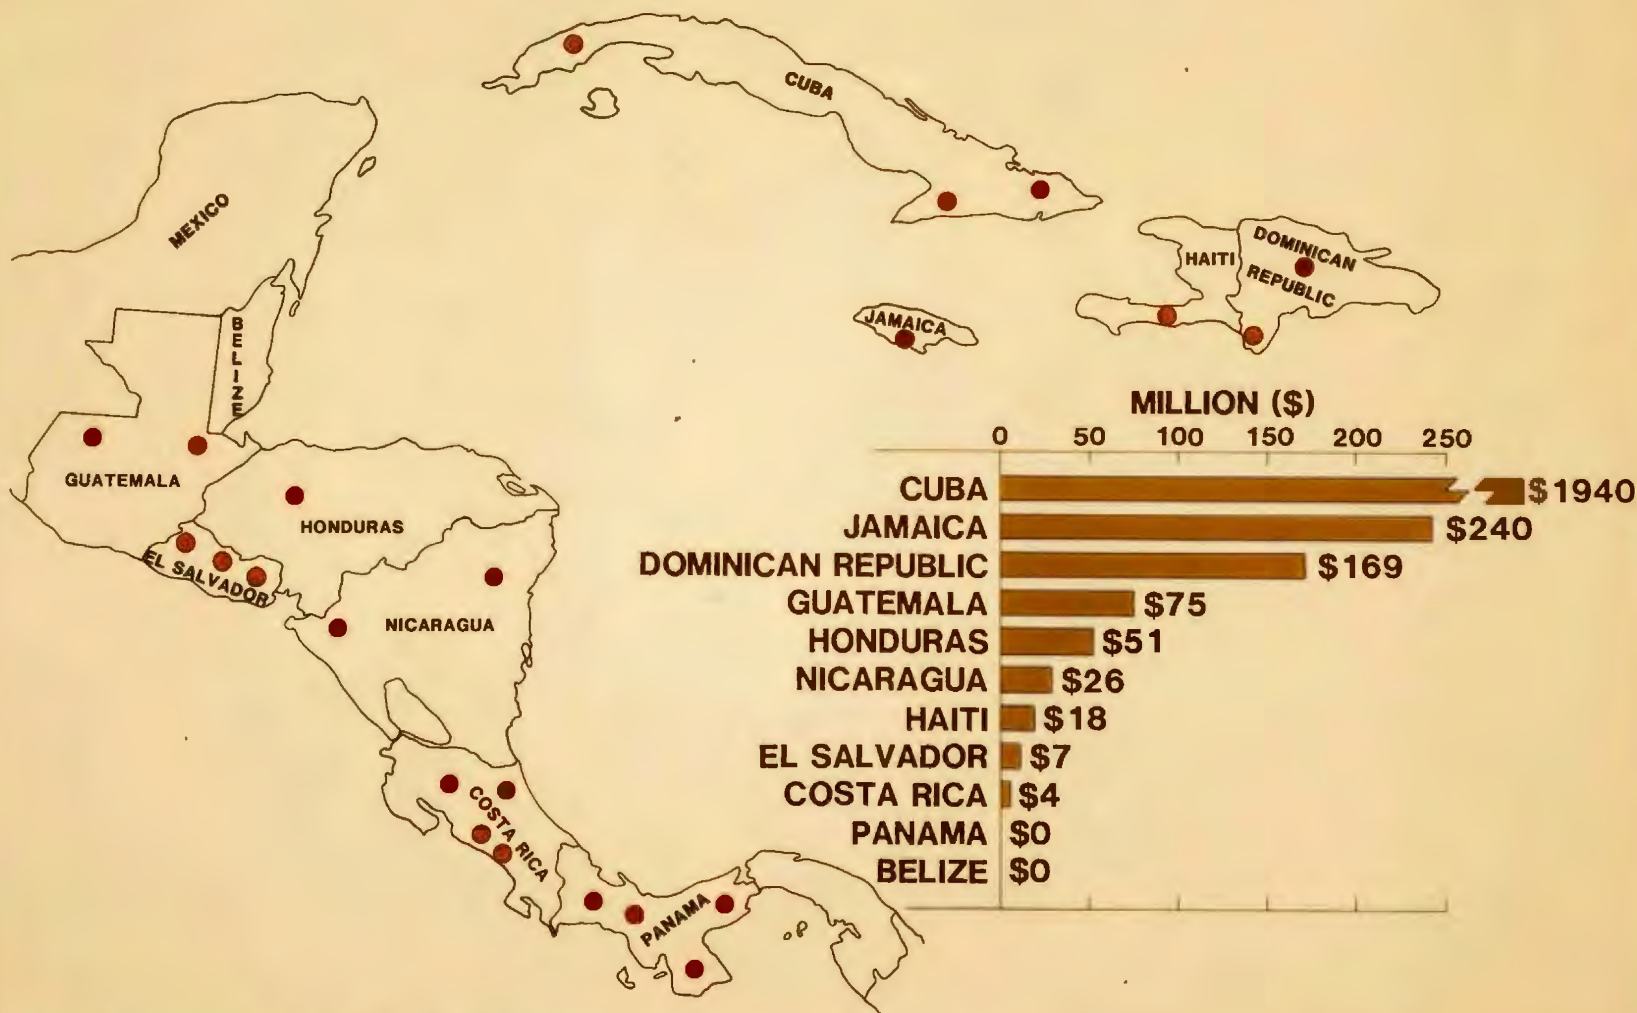 CUBA
MEXICO
HAITI
DOMINICAN
REPUBLIC
JAMAICA
BELIZE
GUATEMALA
HONDURAS
EL SALVADOR
NICARAGUA
COSTA RICA
PANAMA
MILLION ($)
0 50 100 150 200 250
CUBA $1940
JAMAICA $240
DOMINICAN REPUBLIC $169
GUATEMALA $75
HONDURAS $51
NICARAGUA $26
HAITI $18
EL SALVADOR $7
COSTA RICA $4
PANAMA $0
BELIZE $0